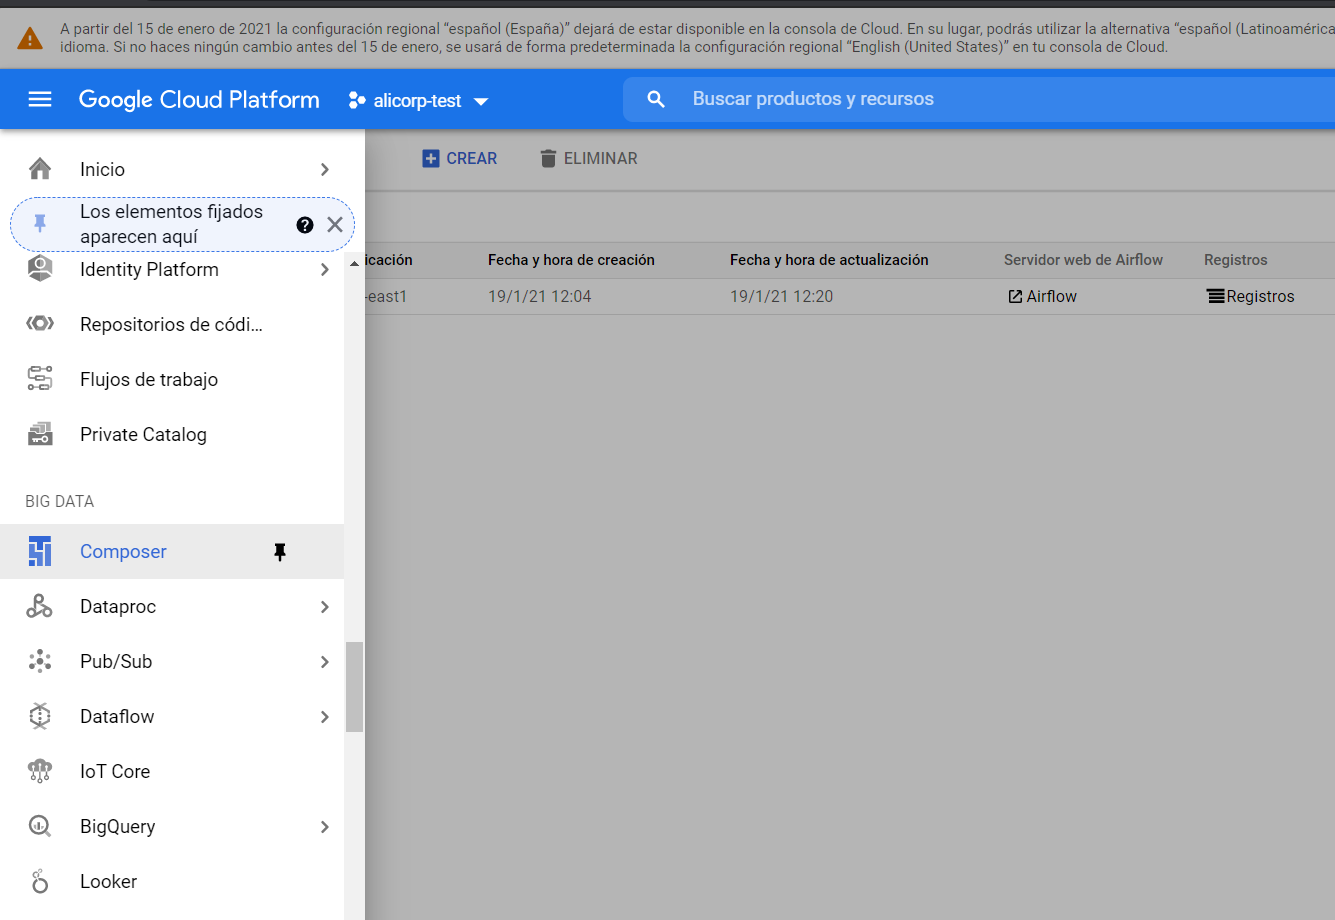 A partir del 15 de enero de 2021 la configuración regional “español (España)” dejará de estar disponible en la consola de Cloud. En su lugar, podrás utilizar la alternativa “español (Latinoamérica
idioma. Si no haces ningún cambio antes del 15 de enero, se usará de forma predeterminada la configuración regional “English (United States)” en tu consola de Cloud.
Google Cloud Platform
alicorp-test
Buscar productos y recursos
CREAR
ELIMINAR
Inicio
Los elementos fijados
aparecen aquí
Identity Platform
Repositorios de códi...
Flujos de trabajo
Private Catalog
BIG DATA
Composer
Dataproc
Pub/Sub
Dataflow
IoT Core
BigQuery
Looker
icación Fecha y hora de creación Fecha y hora de actualización Servidor web de Airflow Registros
-east1 19/1/21 12:04 19/1/21 12:20 Airflow Registros